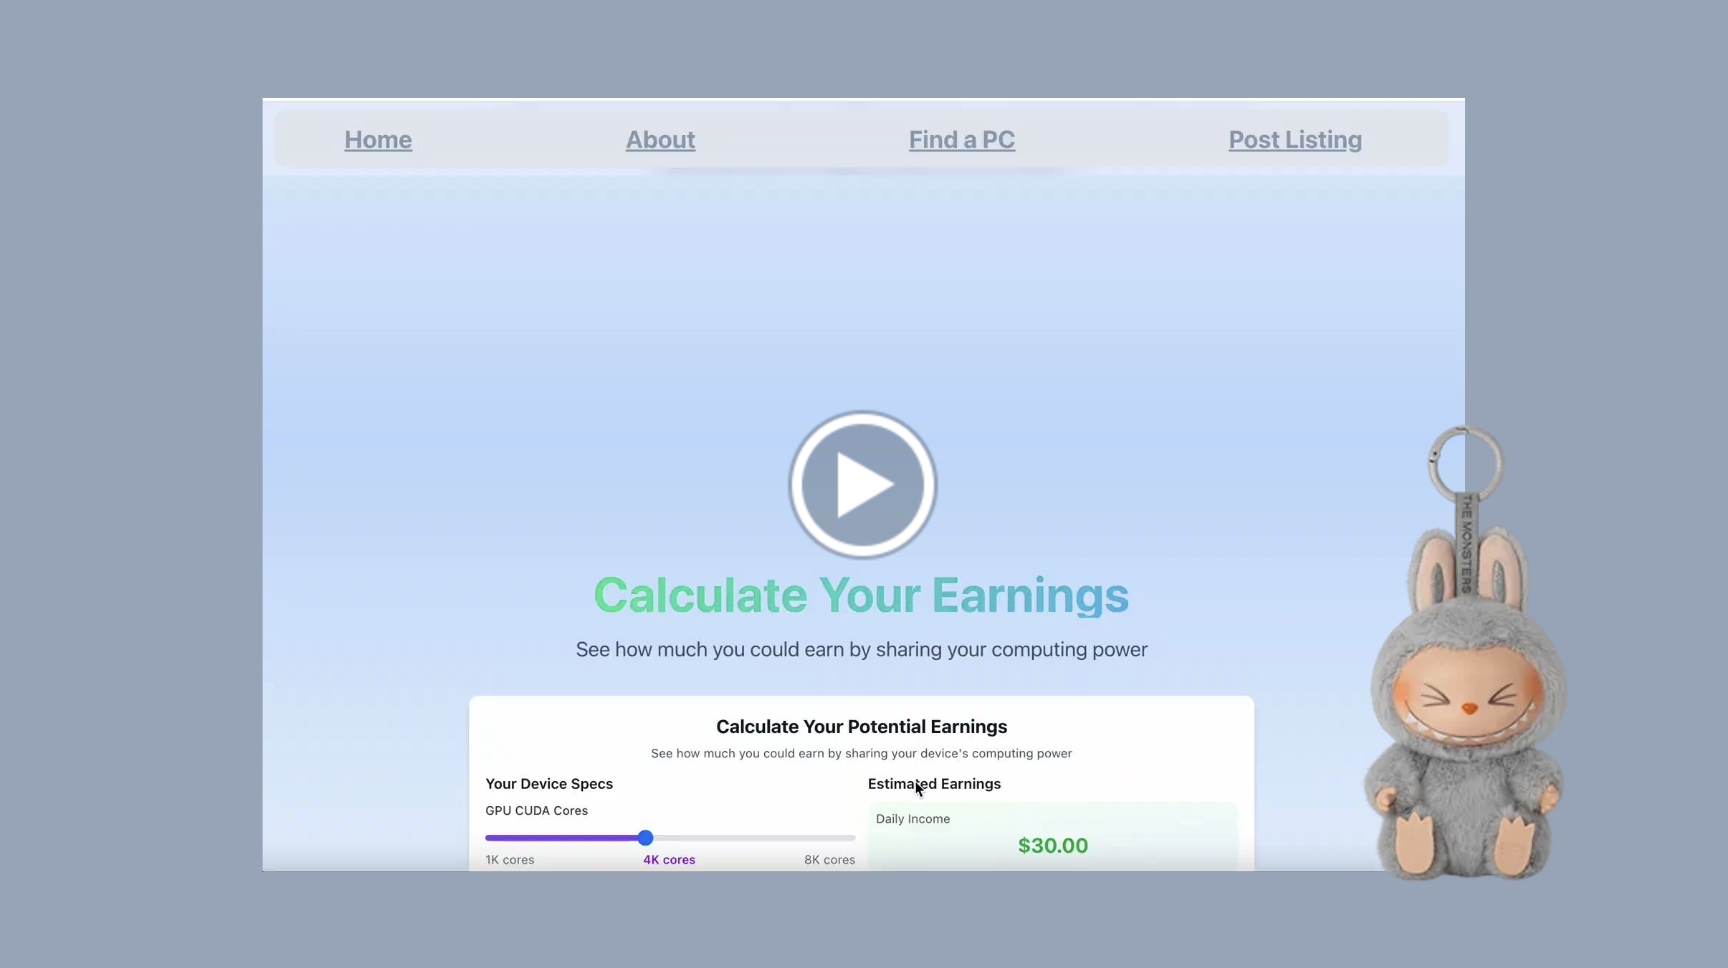 Home About Find a PC Post Listing
THE MONSTERS
Calculate Your Earnings
See how much you could earn by sharing your computing power
Calculate Your Potential Earnings
See how much you could earn by sharing your device's computing power
Your Device Specs
Estimated Earnings
GPU CUDA Cores
Daily Income
$30.00
1K cores 4K cores 8K cores